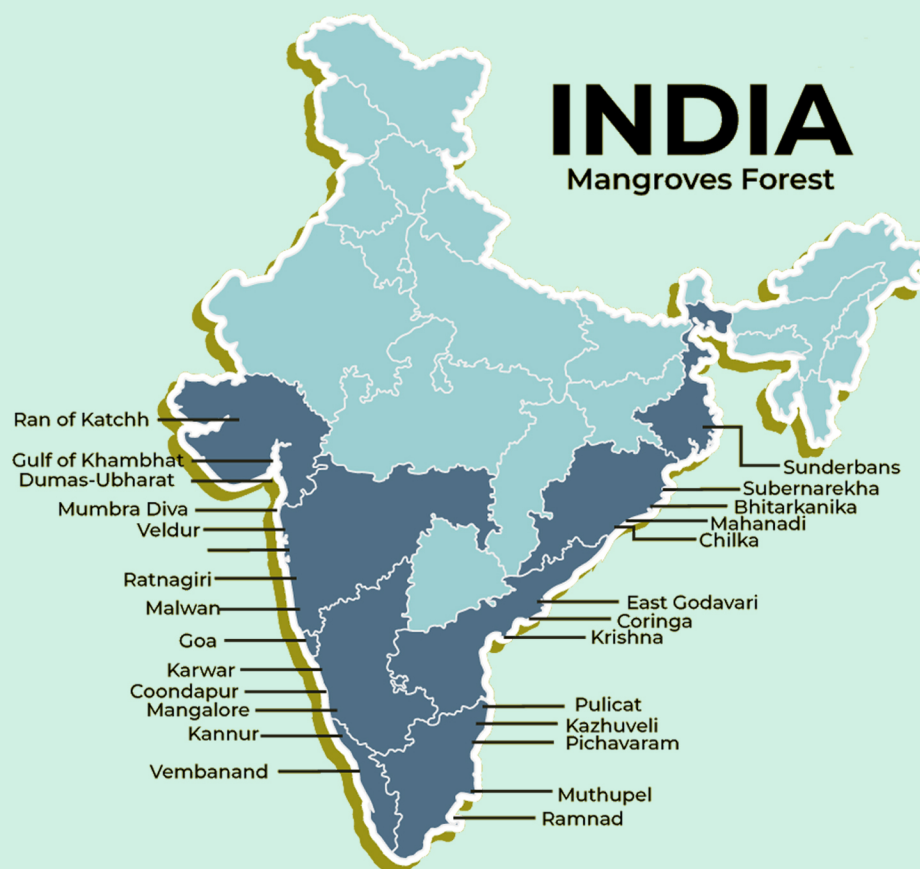 INDIA
Mangroves Forest
Ran of Katchh
Gulf of Khambhat
Dumas-Ubharat
Mumbra Diva
Veldur
Ratnagiri
Malwan
Goa
Karwar
Coondapur
Mangalore
Kannur
Vembanand
Sunderbans
Subernarekha
Bhitarkanika
Mahanadi
Chilka
East Godavari
Coringa
Krishna
Pulicat
Kazhuveli
Pichavaram
Muthupel
Ramnad